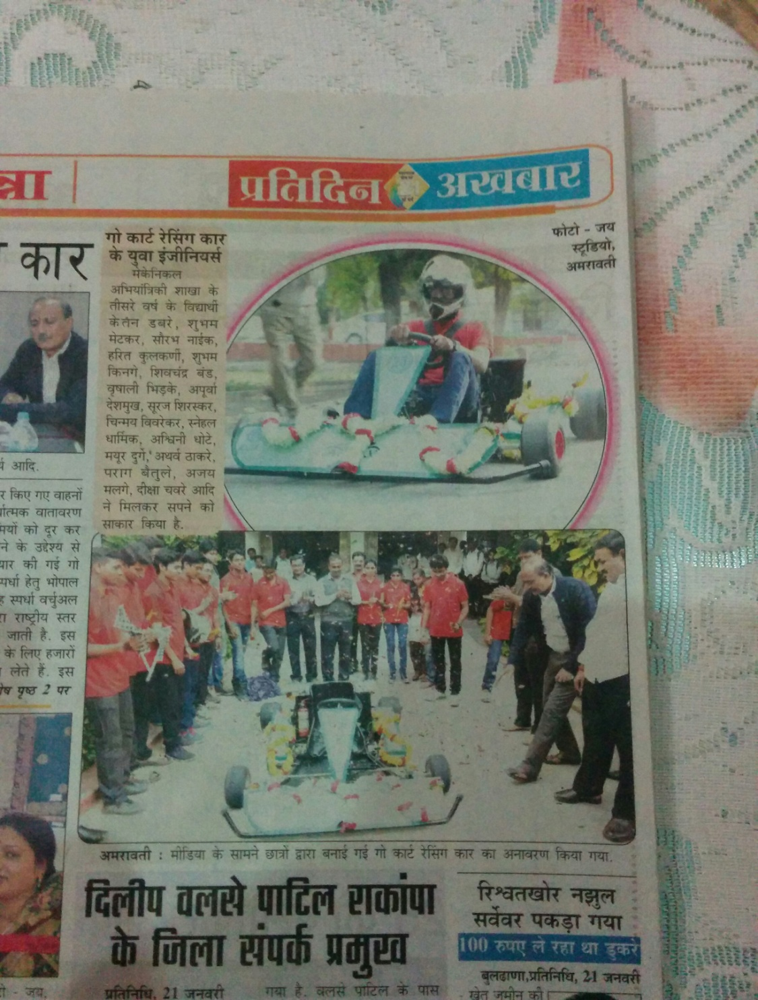 त्रा
प्रतिदिन अखबार
कार
गो कार्ट रेसिंग कार
के युवा इंजीनियर्स
मेकेनिकल
अभियांत्रिकी शाखा के
तीसरे वर्ष के विद्यार्थी
केतन डबरे, शुभम
मेटकर, सौरभ नाईक,
हरित कुलकर्णी, शुभम
किनगे, शिवचंद्र बंड,
वृषाली भिड़के, अपूर्वा
देशमुख, सूरज शिरस्कर,
चिन्मय विवरेकर, स्नेहल
धार्मिक, अश्विनी धोटे,
मयूर दुर्गे, अथर्व ठाकरे,
पराग बैतुले, अजय
मलगे, दीक्षा चवरे आदि
ने मिलकर सपने को
साकार किया है.
फोटो - जय
स्टूडियो,
अमरावती
आदि.
किए गए वाहनों
वातावरण
को दूर कर
के उद्देश्य से
की गई गो
हेतु भोपाल
स्पर्धा वर्चुअल
राष्ट्रीय स्तर
जाती है. इस
के लिए हजारों
लेते हैं. इस
पृष्ठ 2 पर
अमरावती : मीडिया के सामने छात्रों द्वारा बनाई गई गो कार्ट रेसिंग कार का अनावरण किया गया.
दिलीप वलसे पाटिल राकांपा
के जिला संपर्क प्रमुख
प्रतिनिधि, 21 जनवरी
गया है. वलसे पाटिल के पास
रिश्वतखोर नझुल
सर्वेवर पकड़ा गया
100 रुपए ले रहा था डुकरे
बुलढाणा,प्रतिनिधि, 21 जनवरी
खेत जमीन की
- जय,